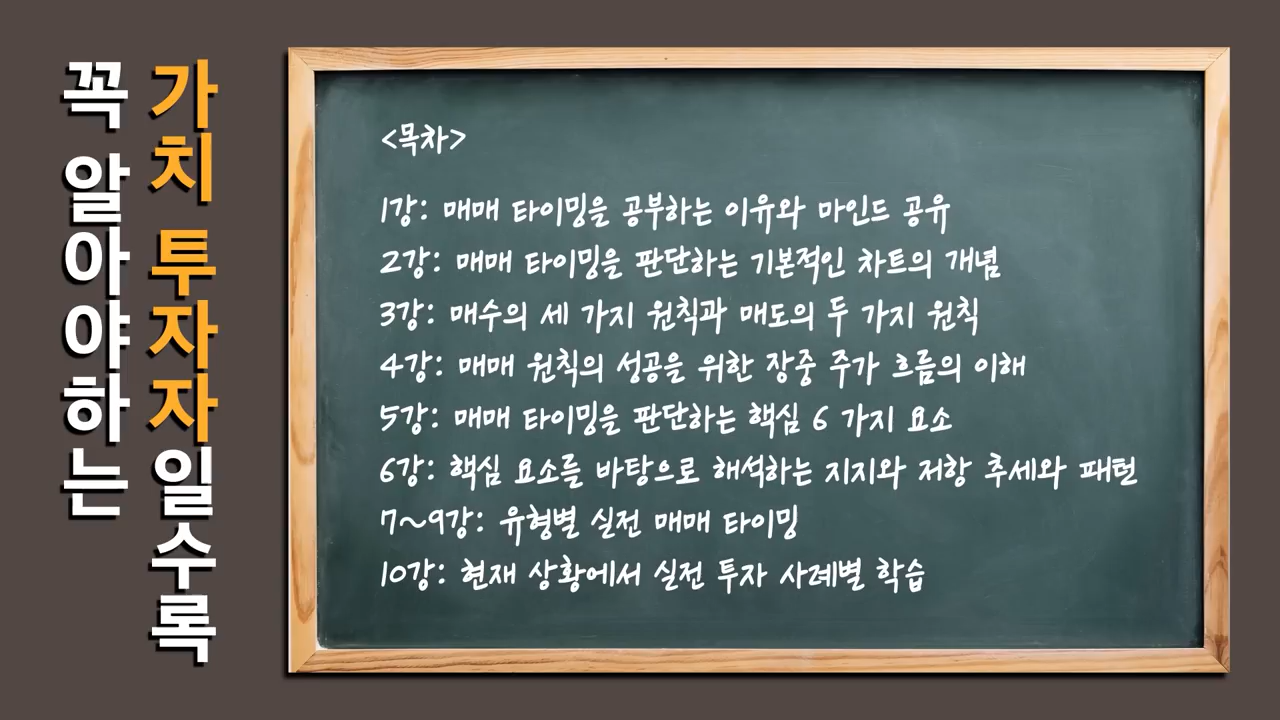 가치 투자자일수록
꼭 알아야하는
<목차>
1강: 매매 타이밍을 공부하는 이유와 마인드 공유
2강: 매매 타이밍을 판단하는 기본적인 차트의 개념
3강: 매수의 세 가지 원칙과 매도의 두 가지 원칙
4강: 매매 원칙의 성공을 위한 장중 주가 흐름의 이해
5강: 매매 타이밍을 판단하는 핵심 6 가지 요소
6강: 핵심 요소를 바탕으로 해석하는 지지와 저항 추세와 패턴
7~9강: 유형별 실전 매매 타이밍
10강: 현재 상황에서 실전 투자 사례별 학습